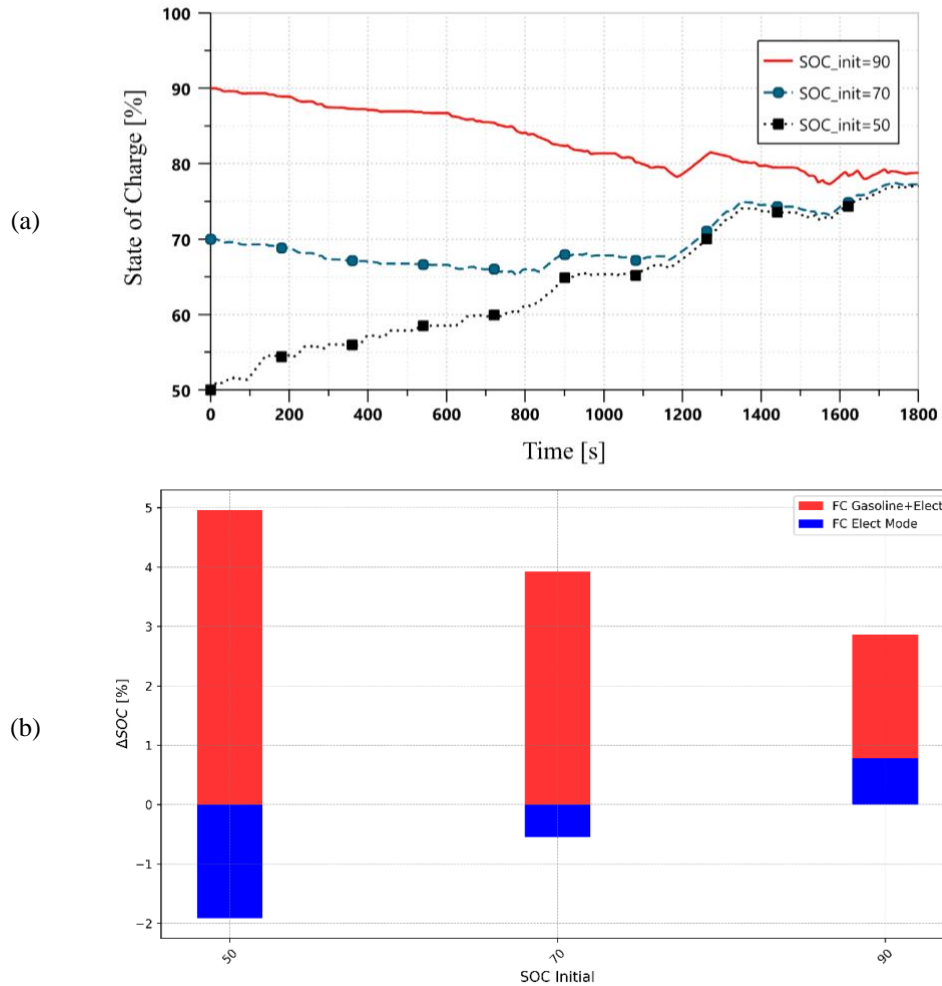 (a)
State of Charge [%]
100
90
80
70
60
50
SOC_init=90
SOC_init=70
SOC_init=50
0 200 400 600 800 1000 1200 1400 1600 1800
Time [s]
(b)
ΔSOC [%]
5
4
3
2
1
0
−1
−2
FC Gasoline+Elect
FC Elect Mode
50 70 90
SOC Initial